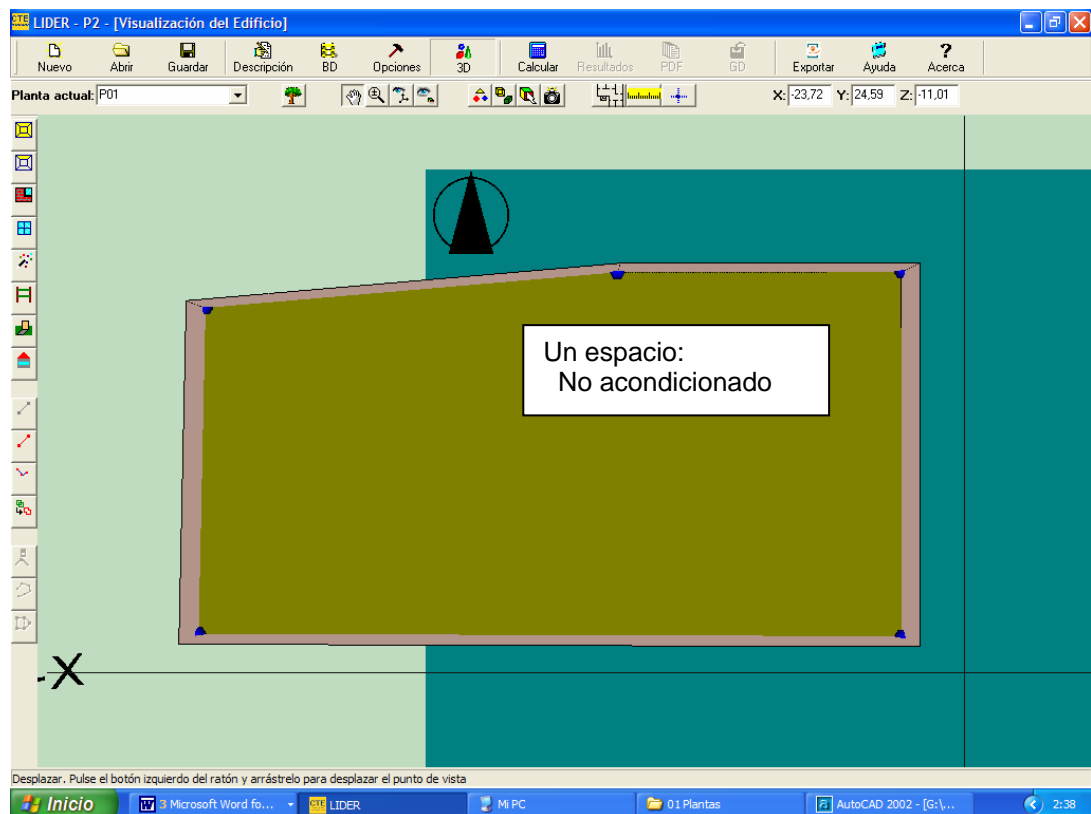 LIDER - P2 - [Visualización del Edificio]
Nuevo Abrir Guardar Descripción BD Opciones 3D Calcular Resultados PDF GD Exportar Ayuda Acerca
Planta actual: P01 X: -23,72 Y: 24,59 Z: -11,01
Un espacio:
No acondicionado
-X
Desplazar. Pulse el botón izquierdo del ratón y arrástrelo para desplazar el punto de vista
Inicio 3 Microsoft Word fo... CTE LIDER Mi PC 01 Plantas AutoCAD 2002 - [G:\... 2:38